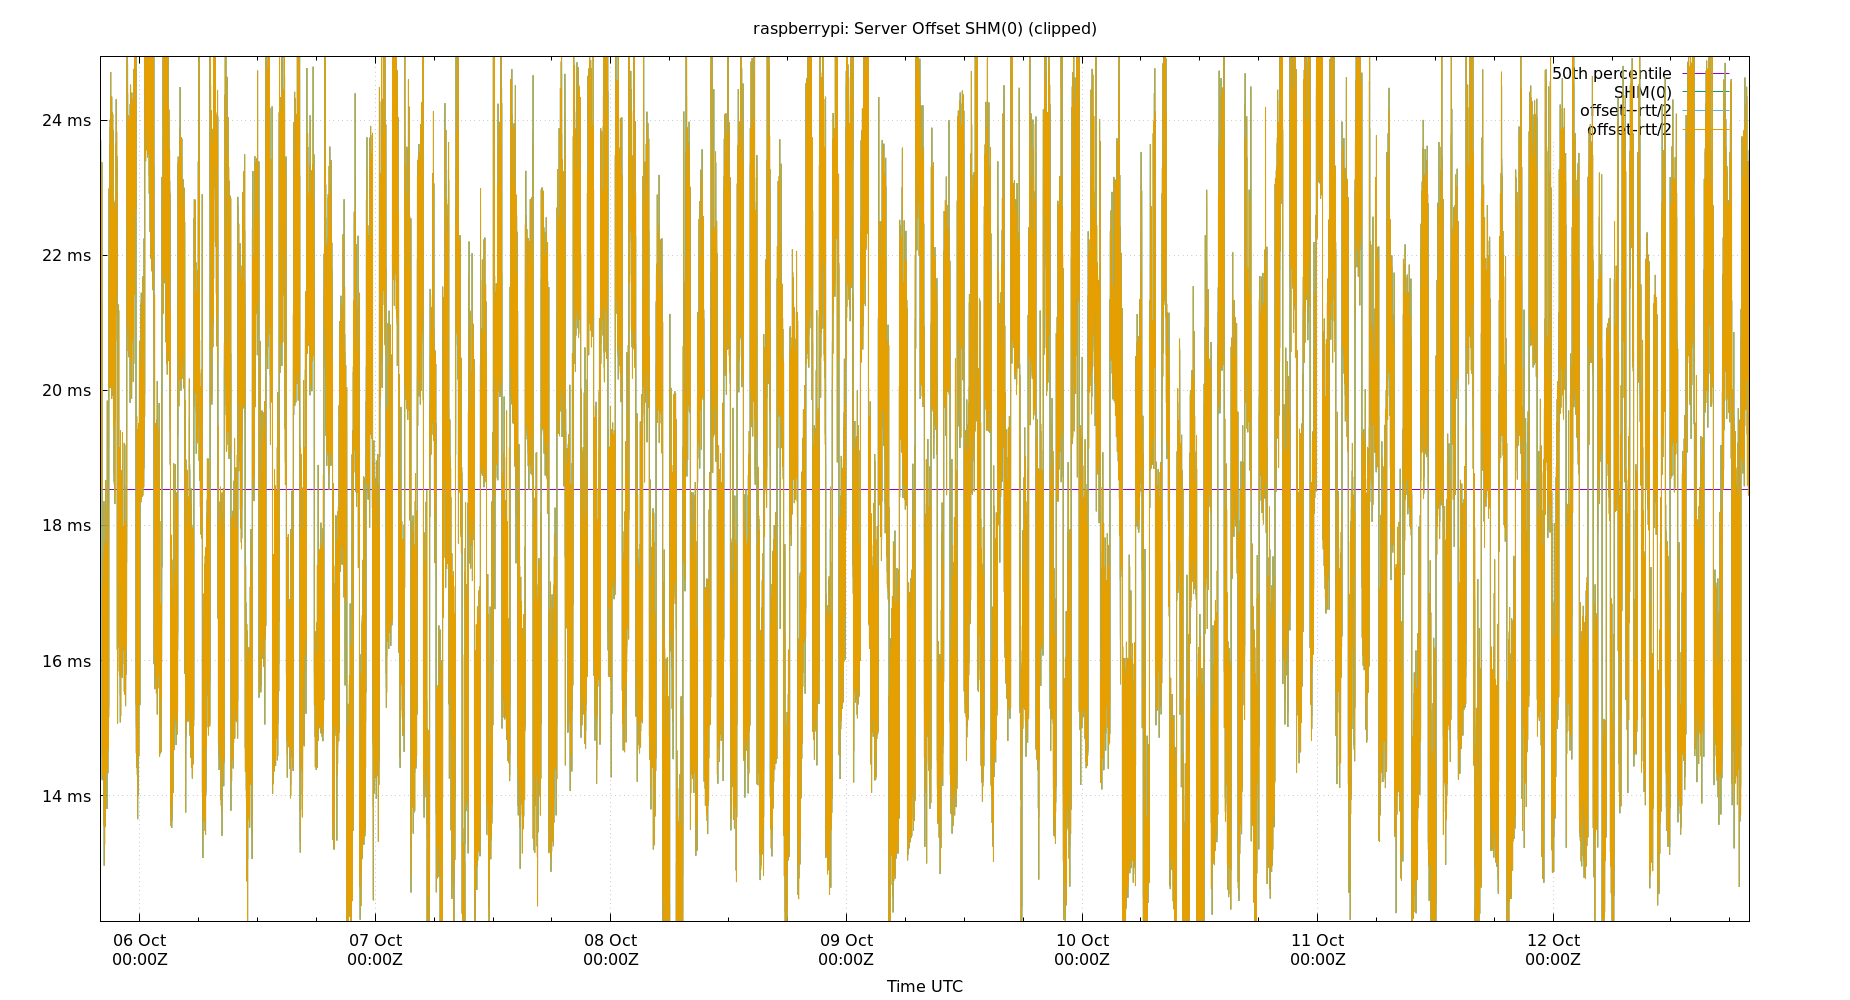 raspberrypi: Server Offset SHM(0) (clipped)
50th percentile
SHM(0)
offset-rtt/2
offset-rtt/2
24 ms
22 ms
20 ms
18 ms
16 ms
14 ms
06 Oct
00:00Z
07 Oct
00:00Z
08 Oct
00:00Z
09 Oct
00:00Z
10 Oct
00:00Z
11 Oct
00:00Z
12 Oct
00:00Z
Time UTC